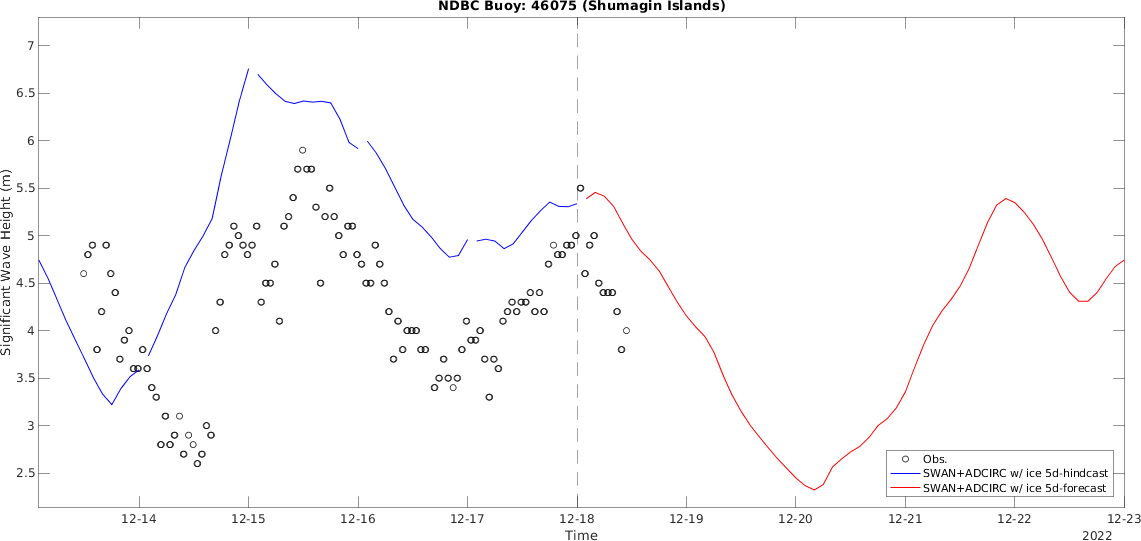 NDBC Buoy: 46075 (Shumagin Islands)
Significant Wave Height (m)
7
6.5
6
5.5
5
4.5
4
3.5
3
2.5
Obs.
SWAN+ADCIRC w/ ice 5d-hindcast
SWAN+ADCIRC w/ ice 5d-forecast
12-14 12-15 12-16 12-17 12-18 12-19 12-20 12-21 12-22 12-23
Time
2022